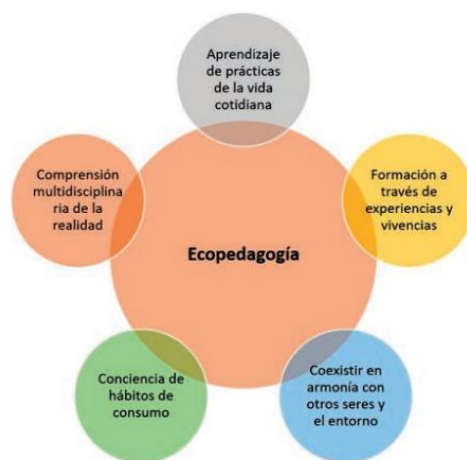 Aprendizaje
de prácticas
de la vida
cotidiana
Comprensión
multidisciplina
ria de la
realidad
Formación a
través de
experiencias y
vivencias
Ecopedagogía
Conciencia de
hábitos de
consumo
Coexistir en
armonía con
otros seres y
el entorno